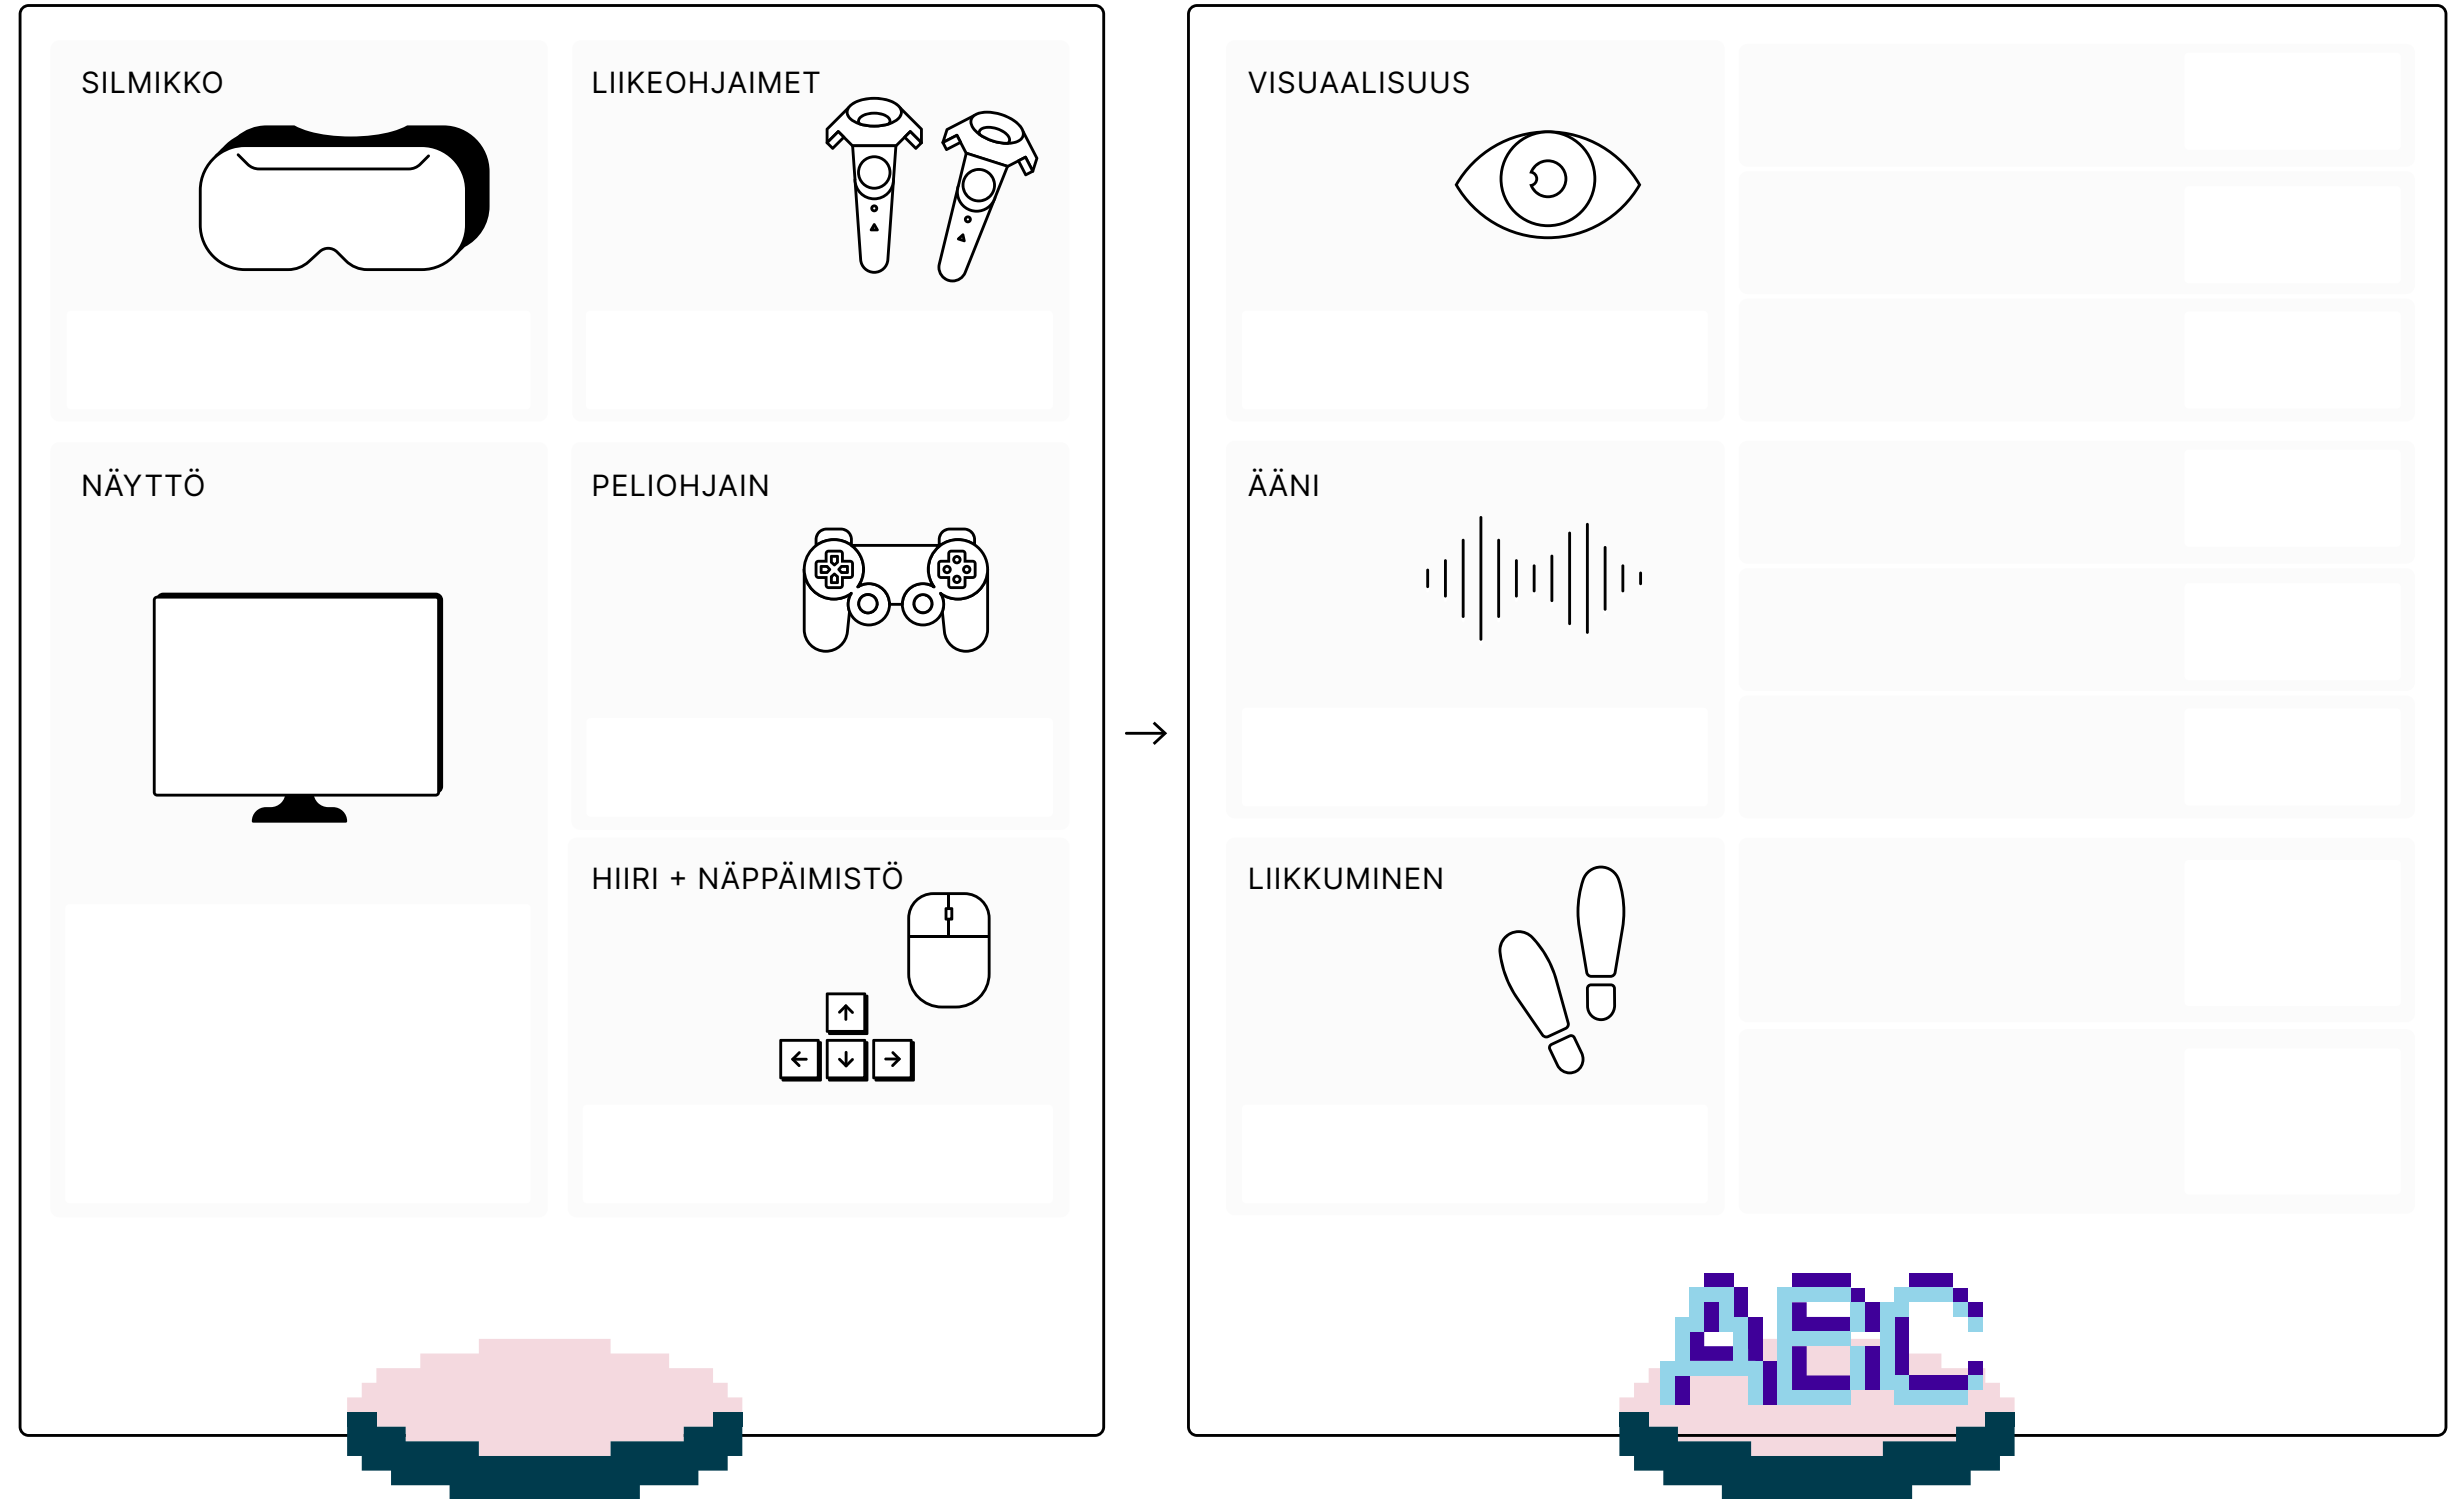 SILMIKKO
LIIKEOHJAIMET
NÄYTTÖ
PELIOHJAIN
HIIRI + NÄPPÄIMISTÖ
VISUAALISUUS
ÄÄNI
LIIKKUMINEN
ABC